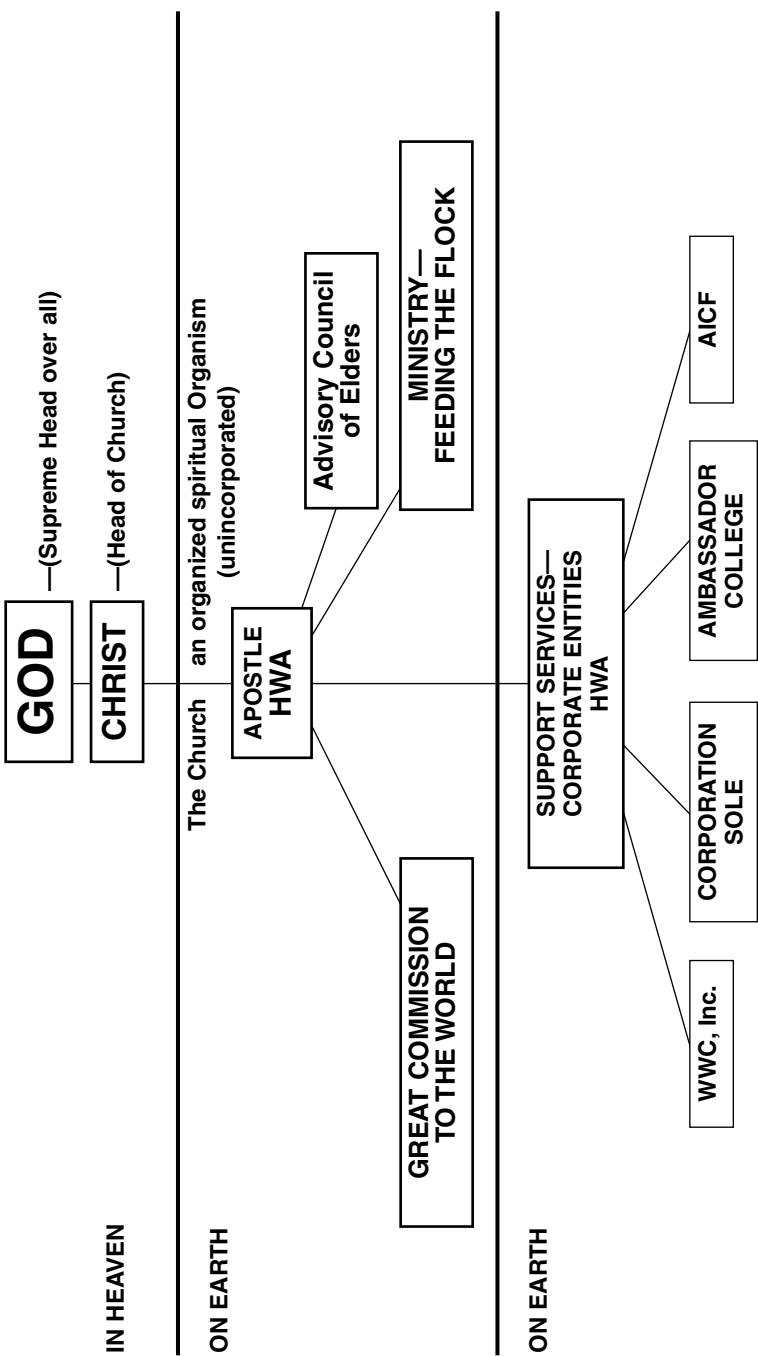 GOD —(Supreme Head over all)
IN HEAVEN
CHRIST —(Head of Church)
The Church an organized spiritual Organism
(unincorporated)
ON EARTH
APOSTLE
HWA
Advisory Council
of Elders
GREAT COMMISSION
TO THE WORLD
MINISTRY—
FEEDING THE FLOCK
ON EARTH
SUPPORT SERVICES—
CORPORATE ENTITIES
HWA
WWC, Inc.
CORPORATION
SOLE
AMBASSADOR
COLLEGE
AICF